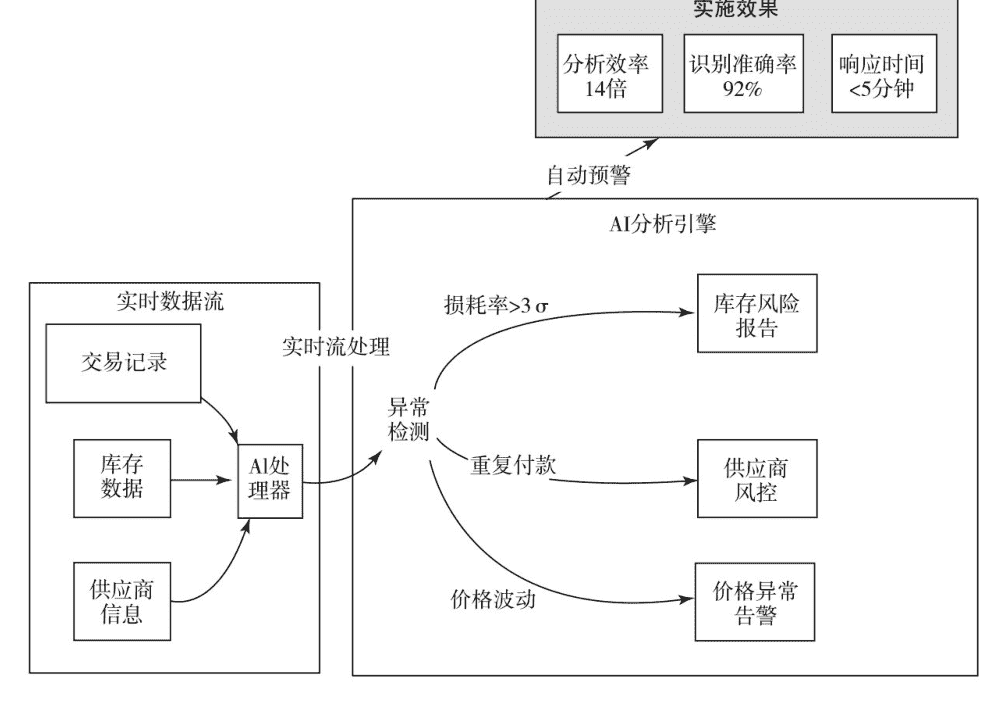 实施效果
分析效率
14倍
识别准确率
92%
响应时间
<5分钟
自动预警
AI分析引擎
实时数据流
交易记录
库存
数据
供应商
信息
AI处
理器
实时流处理
异常
检测
损耗率>3σ
重复付款
价格波动
库存风险
报告
供应商
风控
价格异常
告警